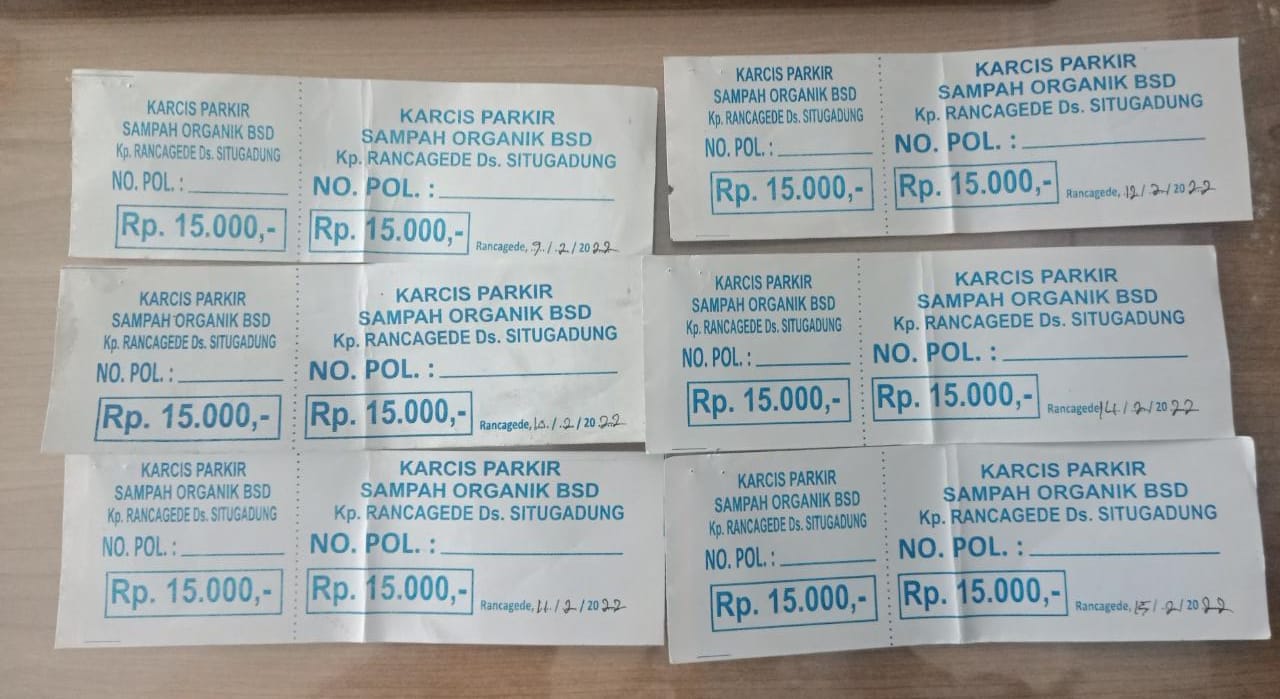 KARCIS PARKIR
SAMPAH ORGANIK BSD
Kp. RANCAGEDE Ds. SITUGADUNG
NO. POL. :
Rp. 15.000,-
KARCIS PARKIR
SAMPAH ORGANIK BSD
Kp. RANCAGEDE Ds. SITUGADUNG
NO. POL. :
Rp. 15.000,- Rancagede, 9/2/2022
KARCIS PARKIR
SAMPAH ORGANIK BSD
Kp. RANCAGEDE Ds. SITUGADUNG
NO. POL. :
Rp. 15.000,-
KARCIS PARKIR
SAMPAH ORGANIK BSD
Kp. RANCAGEDE Ds. SITUGADUNG
NO. POL. :
Rp. 15.000,- Rancagede, 12/2/2022
KARCIS PARKIR
SAMPAH ORGANIK BSD
Kp. RANCAGEDE Ds. SITUGADUNG
NO. POL. :
Rp. 15.000,-
KARCIS PARKIR
SAMPAH ORGANIK BSD
Kp. RANCAGEDE Ds. SITUGADUNG
NO. POL. :
Rp. 15.000,- Rancagede, 10/2/2022
KARCIS PARKIR
SAMPAH ORGANIK BSD
Kp. RANCAGEDE Ds. SITUGADUNG
NO. POL. :
Rp. 15.000,-
KARCIS PARKIR
SAMPAH ORGANIK BSD
Kp. RANCAGEDE Ds. SITUGADUNG
NO. POL. :
Rp. 15.000,- Rancagede, 14/2/2022
KARCIS PARKIR
SAMPAH ORGANIK BSD
Kp. RANCAGEDE Ds. SITUGADUNG
NO. POL. :
Rp. 15.000,-
KARCIS PARKIR
SAMPAH ORGANIK BSD
Kp. RANCAGEDE Ds. SITUGADUNG
NO. POL. :
Rp. 15.000,- Rancagede, 11/2/2022
KARCIS PARKIR
SAMPAH ORGANIK BSD
Kp. RANCAGEDE Ds. SITUGADUNG
NO. POL. :
Rp. 15.000,-
KARCIS PARKIR
SAMPAH ORGANIK BSD
Kp. RANCAGEDE Ds. SITUGADUNG
NO. POL. :
Rp. 15.000,- Rancagede, 15/2/2022